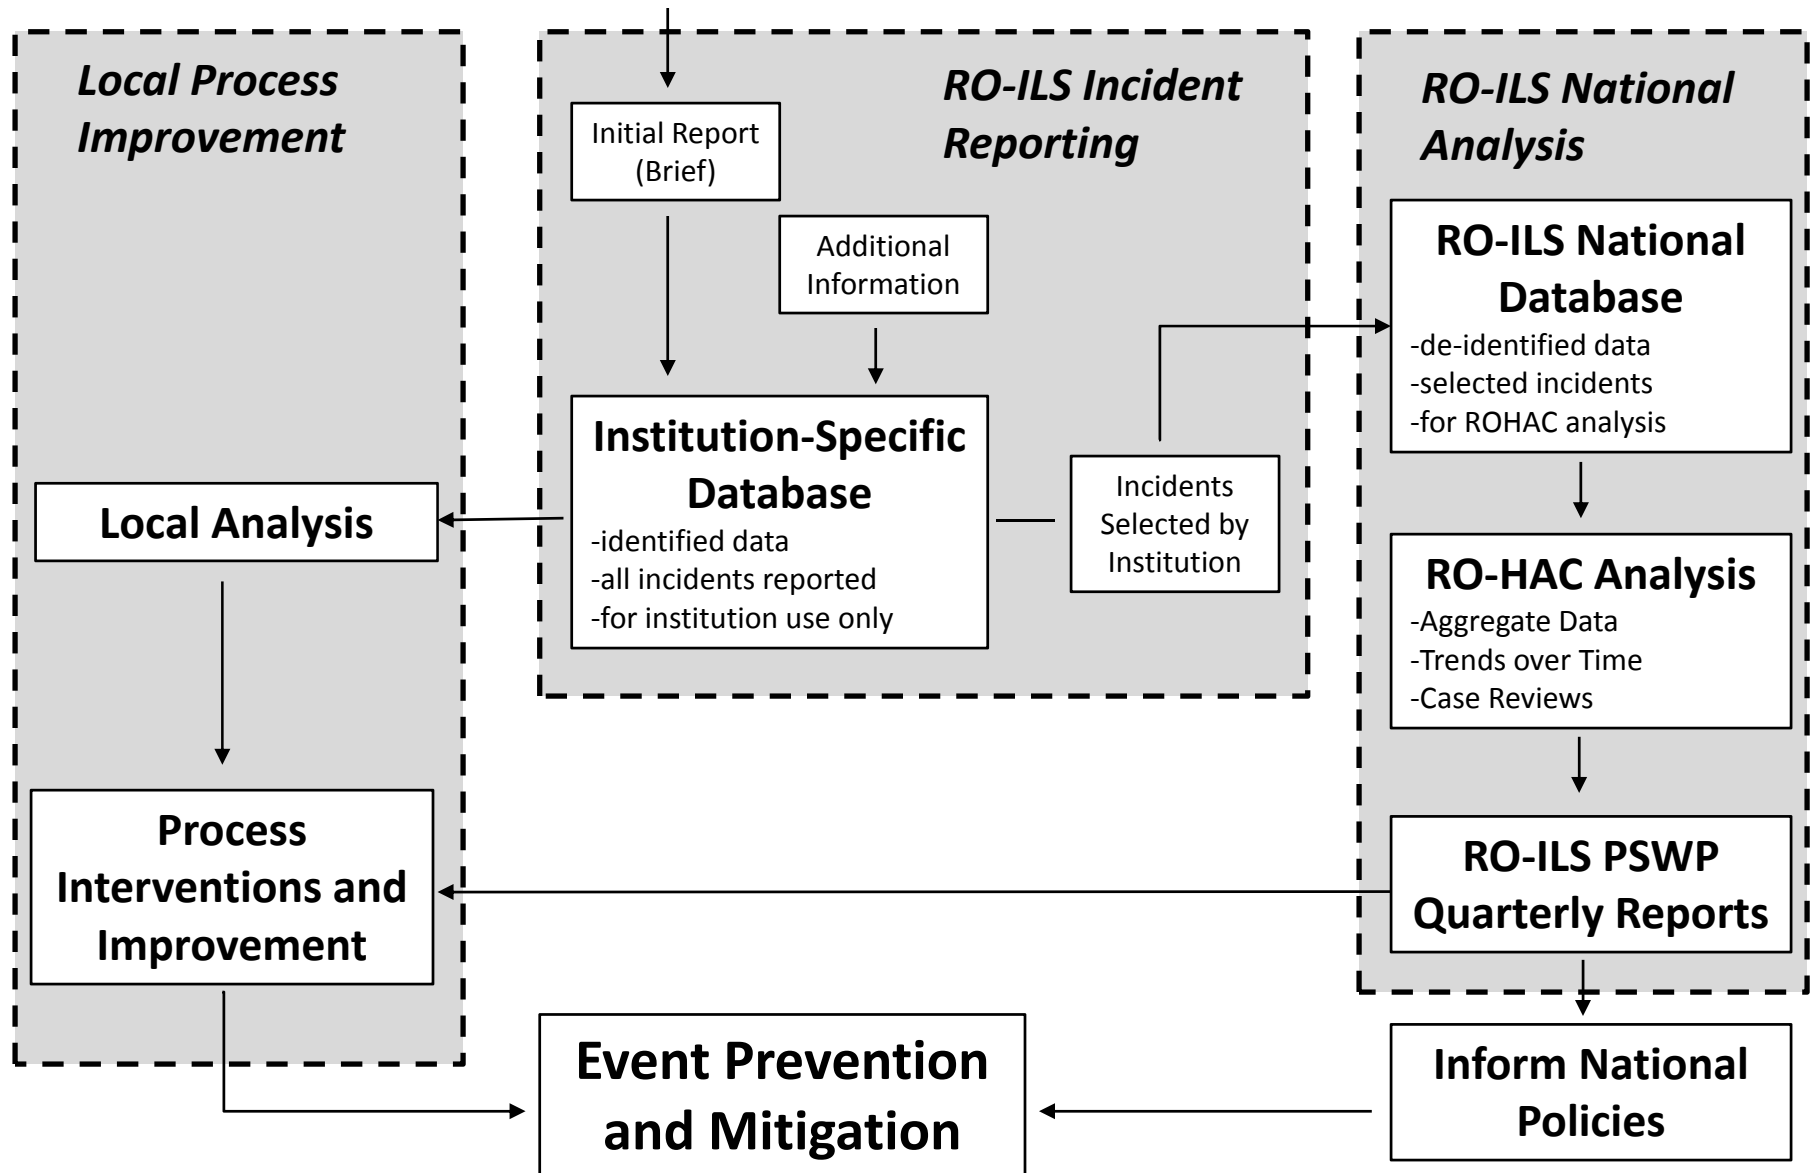 Local Process
Improvement
Local Analysis
Process
Interventions and
Improvement
RO-ILS Incident
Reporting
Initial Report
(Brief)
Additional
Information
Institution-Specific
Database
-identified data
-all incidents reported
-for institution use only
Incidents
Selected by
Institution
RO-ILS National
Analysis
RO-ILS National
Database
-de-identified data
-selected incidents
-for ROHAC analysis
RO-HAC Analysis
-Aggregate Data
-Trends over Time
-Case Reviews
RO-ILS PSWP
Quarterly Reports
Event Prevention
and Mitigation
Inform National
Policies